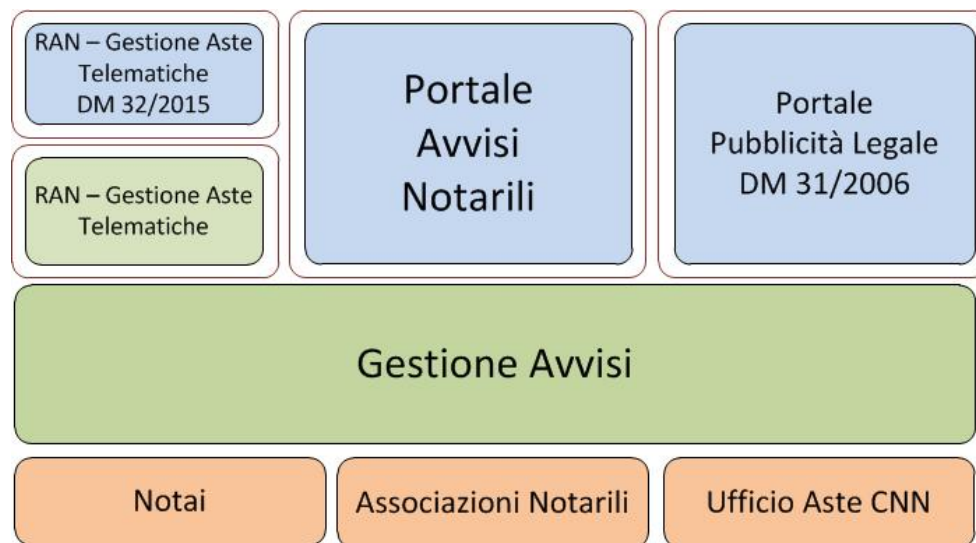 RAN – Gestione Aste
Telematiche
DM 32/2015
RAN – Gestione Aste
Telematiche
Portale
Avvisi
Notarili
Portale
Pubblicità Legale
DM 31/2006
Gestione Avvisi
Notai
Associazioni Notarili
Ufficio Aste CNN